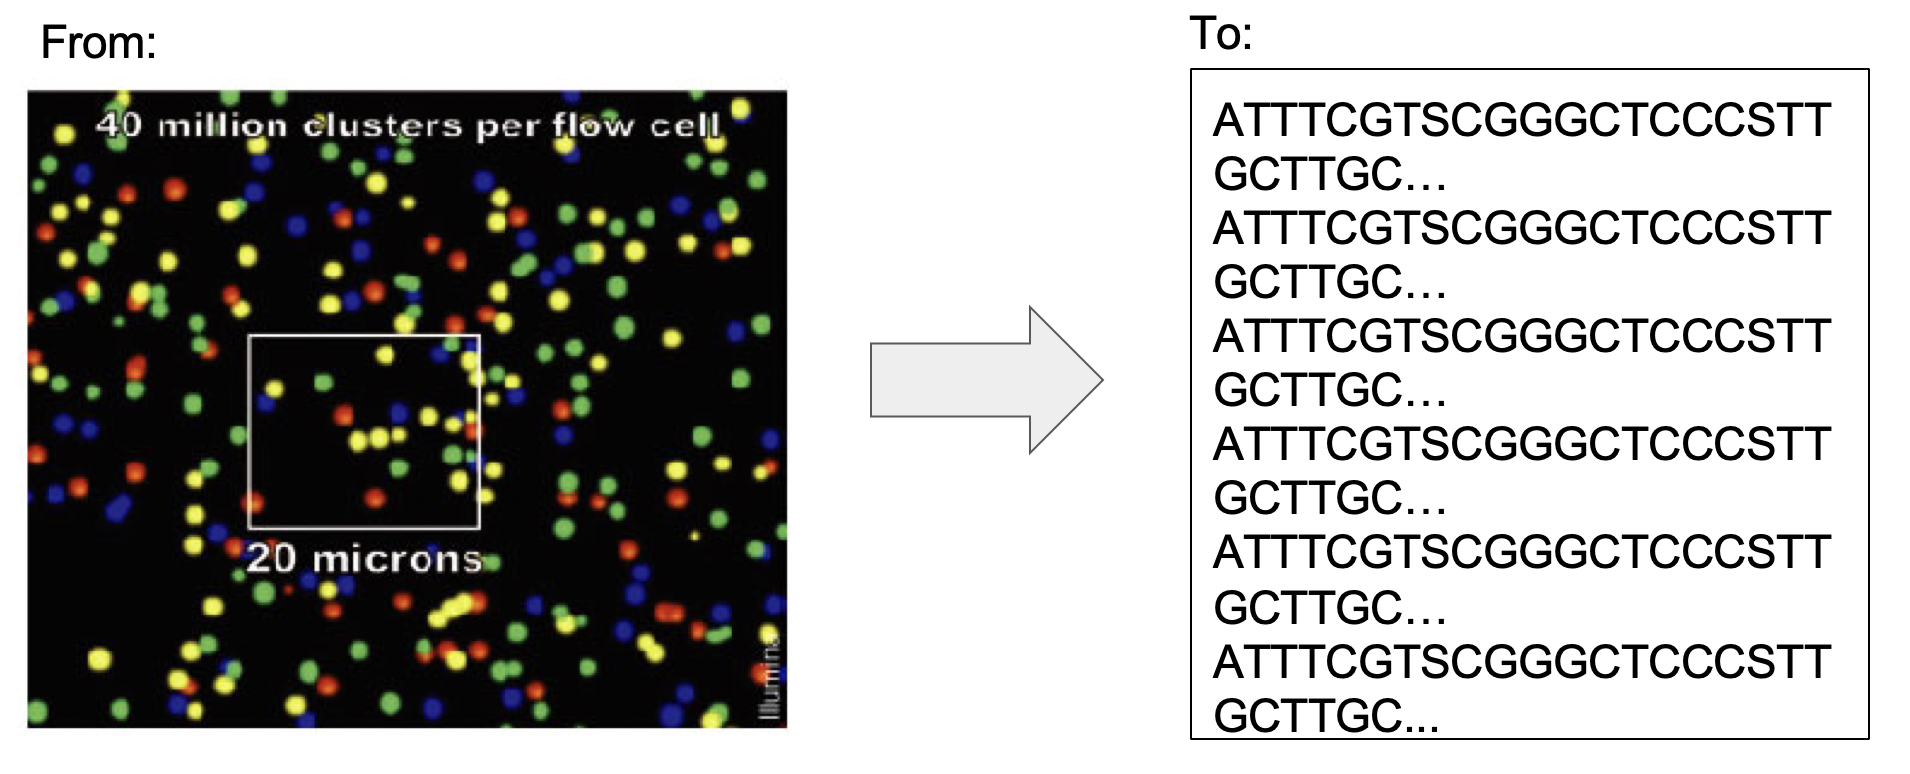 From:
40 million clusters per flow cell
20 microns
Illumina
To:
ATTTCGTSCGGGCTCCCSTT
GCTTGC…
ATTTCGTSCGGGCTCCCSTT
GCTTGC…
ATTTCGTSCGGGCTCCCSTT
GCTTGC…
ATTTCGTSCGGGCTCCCSTT
GCTTGC…
ATTTCGTSCGGGCTCCCSTT
GCTTGC…
ATTTCGTSCGGGCTCCCSTT
GCTTGC...